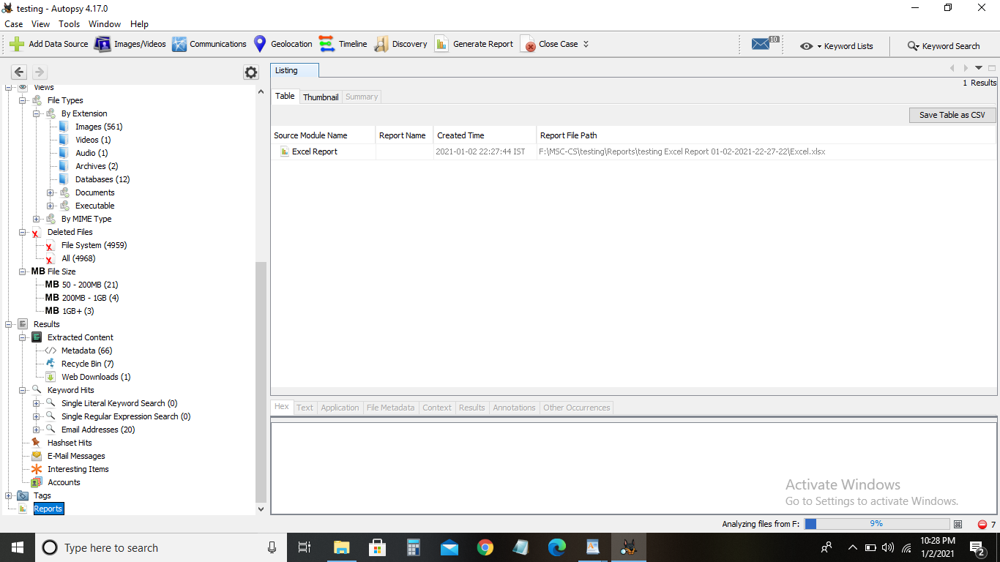 testing - Autopsy 4.17.0
Case View Tools Window Help
Add Data Source Images/Videos Communications Geolocation Timeline Discovery Generate Report Close Case 10 Keyword Lists Keyword Search
Views
File Types
By Extension
Images (561)
Videos (1)
Audio (1)
Archives (2)
Databases (12)
Documents
Executable
By MIME Type
Deleted Files
File System (4959)
All (4968)
MB File Size
MB 50 - 200MB (21)
MB 200MB - 1GB (4)
MB 1GB+ (3)
Results
Extracted Content
Metadata (66)
Recycle Bin (7)
Web Downloads (1)
Keyword Hits
Single Literal Keyword Search (0)
Single Regular Expression Search (0)
Email Addresses (20)
Hashset Hits
E-Mail Messages
Interesting Items
Accounts
Tags
Reports
Listing
1 Results
Table Thumbnail Summary
Save Table as CSV
Source Module Name Report Name Created Time Report File Path
Excel Report 2021-01-02 22:27:44 IST F:\MSC-CS\testing\Reports\testing Excel Report 01-02-2021-22-27-22\Excel.xlsx
Hex Text Application File Metadata Context Results Annotations Other Occurrences
Activate Windows
Go to Settings to activate Windows.
Analyzing files from F: 9% 7
Type here to search
10:28 PM
1/2/2021
2